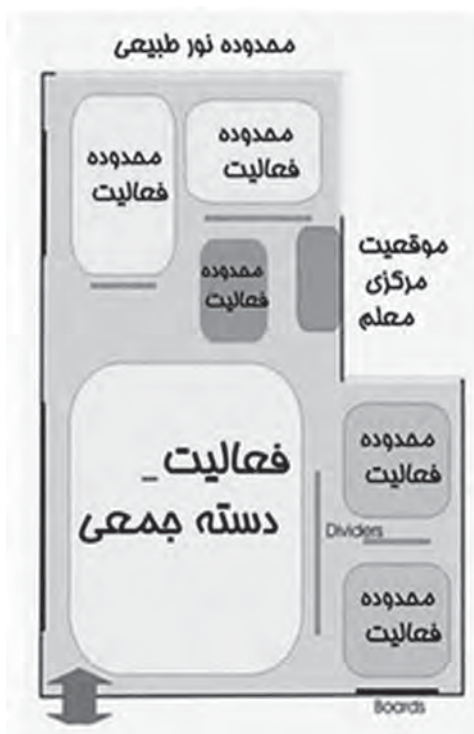 محدوده نور طبیعی
محدوده
فعالیت
محدوده
فعالیت
موقعیت
مرکزی
معلم
محدوده
فعالیت
فعالیت_
دسته جمعی
محدوده
فعالیت
Dividers
محدوده
فعالیت
Boards